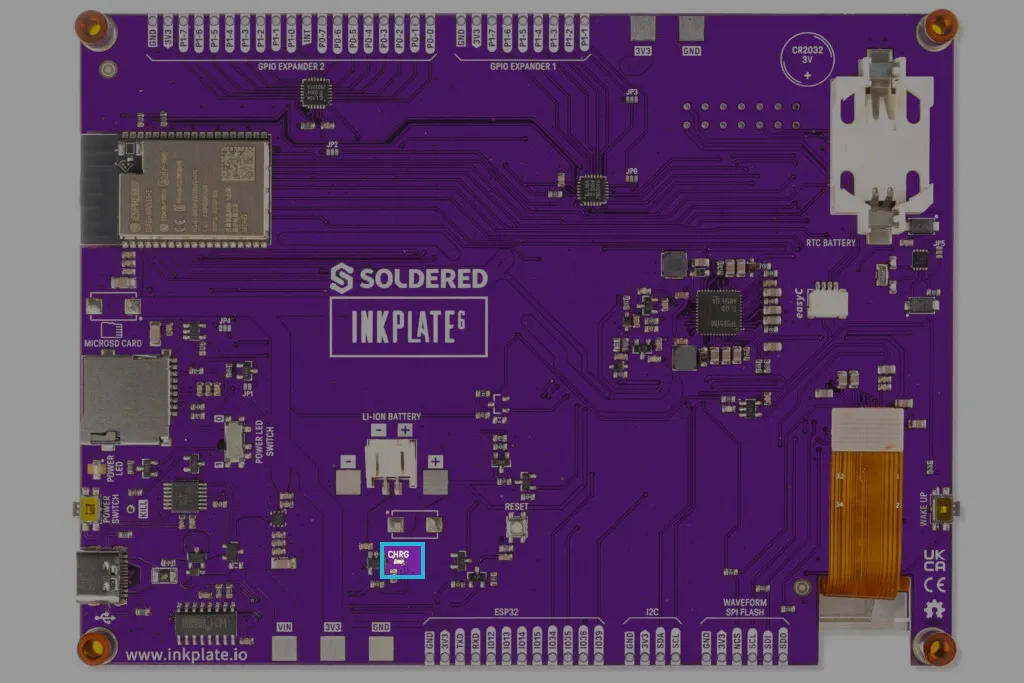 GND 3V3 P1-7 P1-6 P1-5 P1-4 P1-3 P1-2 P1-1 P1-0 INT P0-7 P0-6 P0-5 P0-4 P0-3 P0-2 P0-1 P0-0
GPIO EXPANDER 2
GND 3V3 P1-7 P1-6 P1-5 P1-4 P1-3 P1-2 P1-1
GPIO EXPANDER 1
3V3
GND
CR2032
3V
+
JP3
JP2
JP6
RTC BATTERY
JP5
easyC
SOLDERED
INKPLATE6
MICROSD CARD
JP4
JP1
POWER LED
SWITCH
0
1
LI-ION BATTERY
- +
- +
POWER
LED
POWER
SWITCH
KILL
RESET
WAKE UP
CHRG
UK
CA
CE
VIN
3V3
GND
www.inkplate.io
ESP32
GND 3V3 TXD RXD IO12 IO13 IO14 IO15 IO34 IO35 IO36 IO39
I2C
GND 3V3 SDA SCL
WAVEFORM
SPI FLASH
GND 3V3 NCS SCL SDI SDO